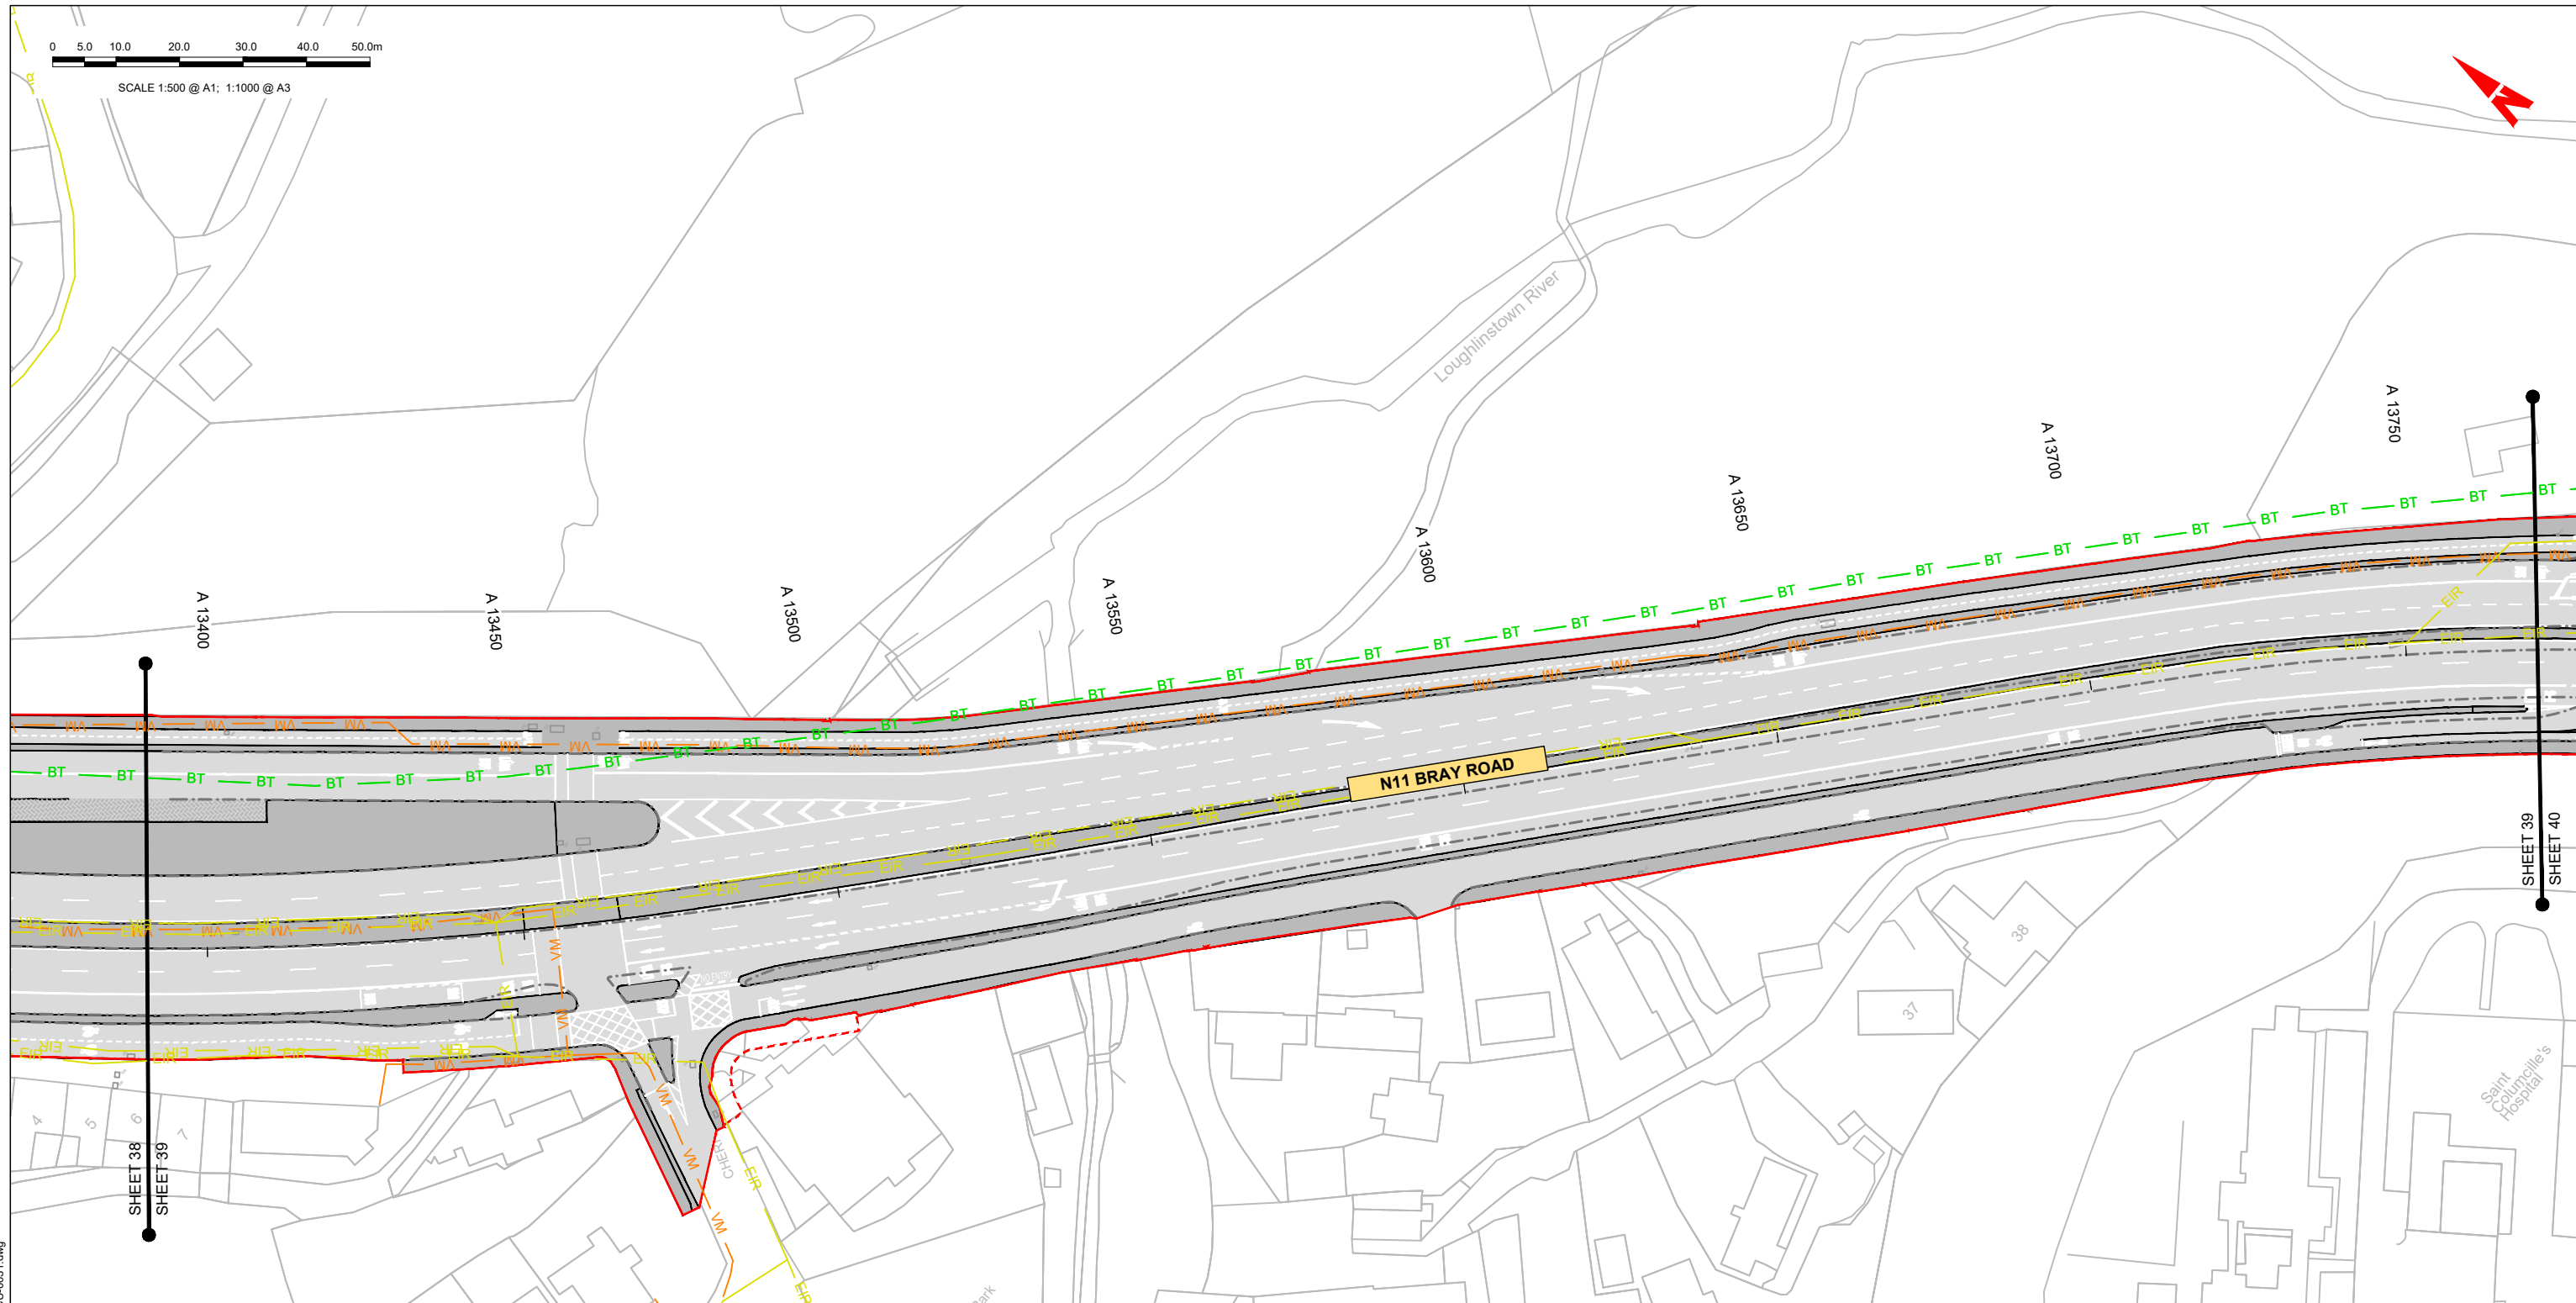 0 5.0 10.0 20.0 30.0 40.0 50.0m
SCALE 1:500 @ A1; 1:1000 @ A3
Loughlinstown River
A 13400
A 13450
A 13500
A 13550
A 13600
A 13650
A 13700
A 13750
BT
VM
EIR
N11 BRAY ROAD
NO ENTRY
SHEET 38
SHEET 39
SHEET 39
SHEET 40
4
5
6
7
37
38
Saint
Columcille's
Hospital